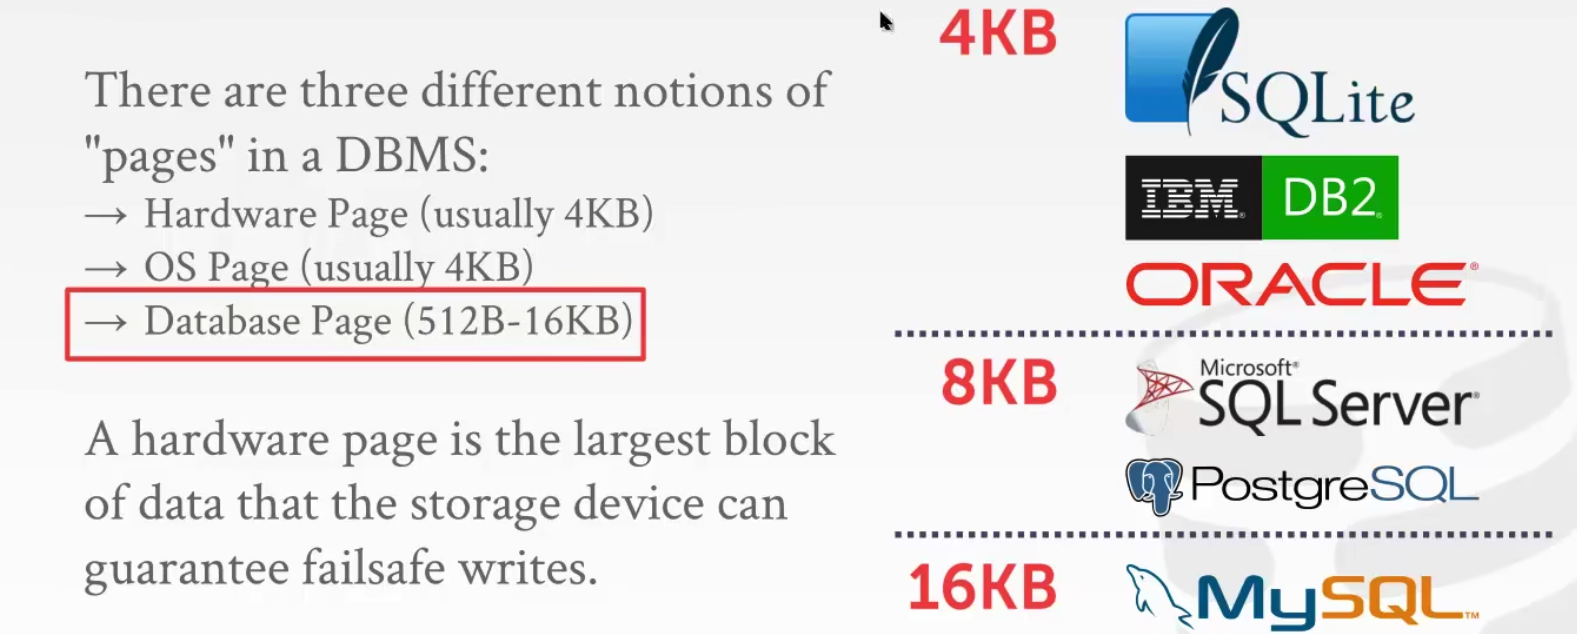 There are three different notions of
"pages" in a DBMS:
→ Hardware Page (usually 4KB)
→ OS Page (usually 4KB)
→ Database Page (512B-16KB)
A hardware page is the largest block
of data that the storage device can
guarantee failsafe writes.
4KB
SQLite
IBM® DB2®
ORACLE®
8KB
Microsoft®
SQL Server®
PostgreSQL
16KB
MySQL™